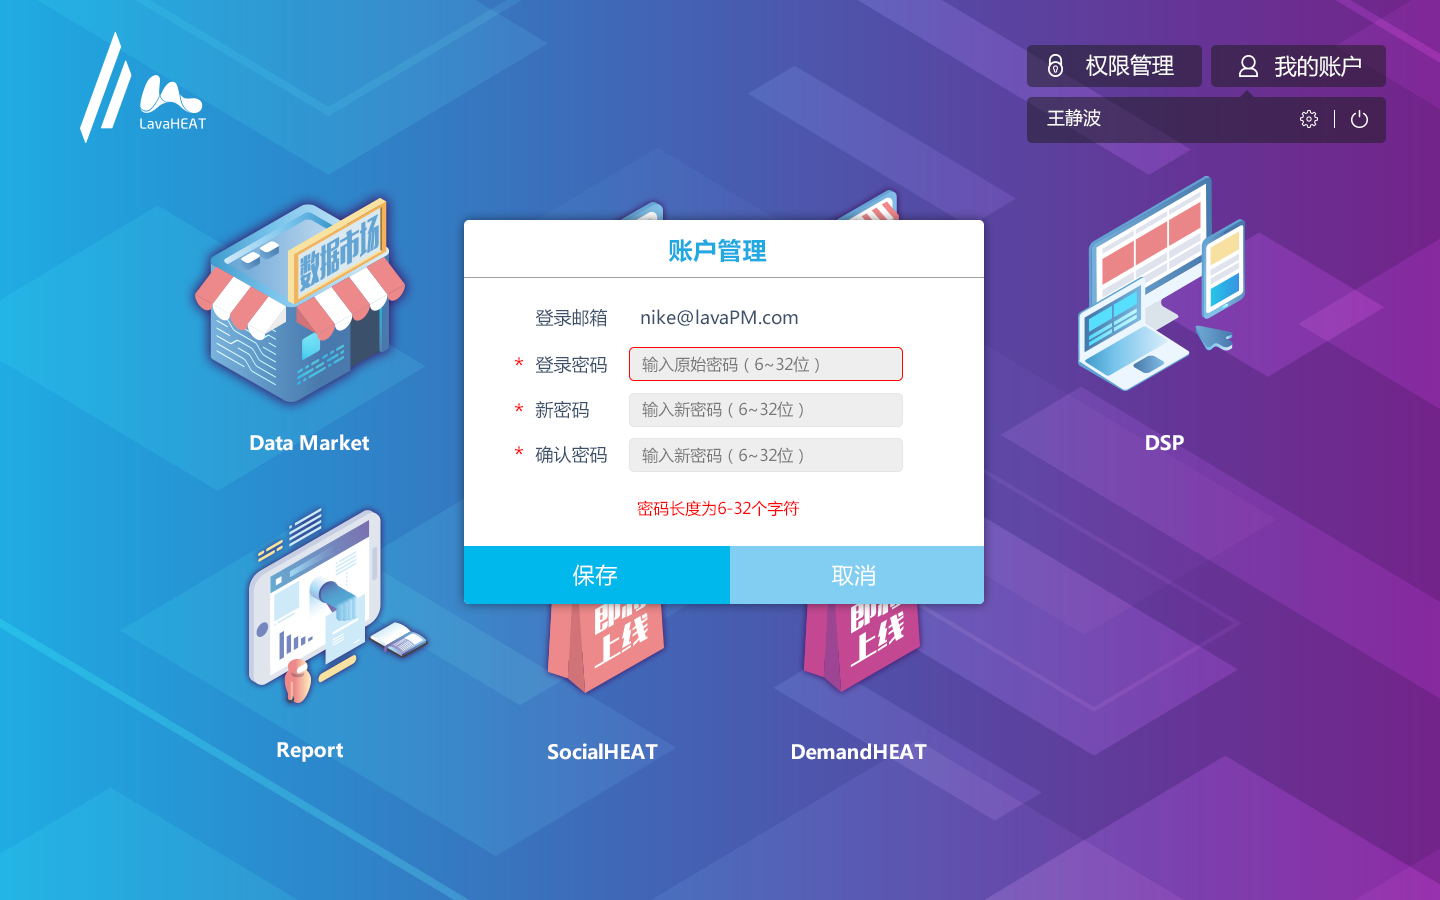 LavaHEAT
权限管理
我的账户
王静波
数据市场
账户管理
登录邮箱 nike@lavaPM.com
* 登录密码 输入原始密码（6~32位）
* 新密码 输入新密码（6~32位）
* 确认密码 输入新密码（6~32位）
密码长度为6-32个字符
保存 取消
Data Market
DSP
上线
上线
Report
SocialHEAT
DemandHEAT